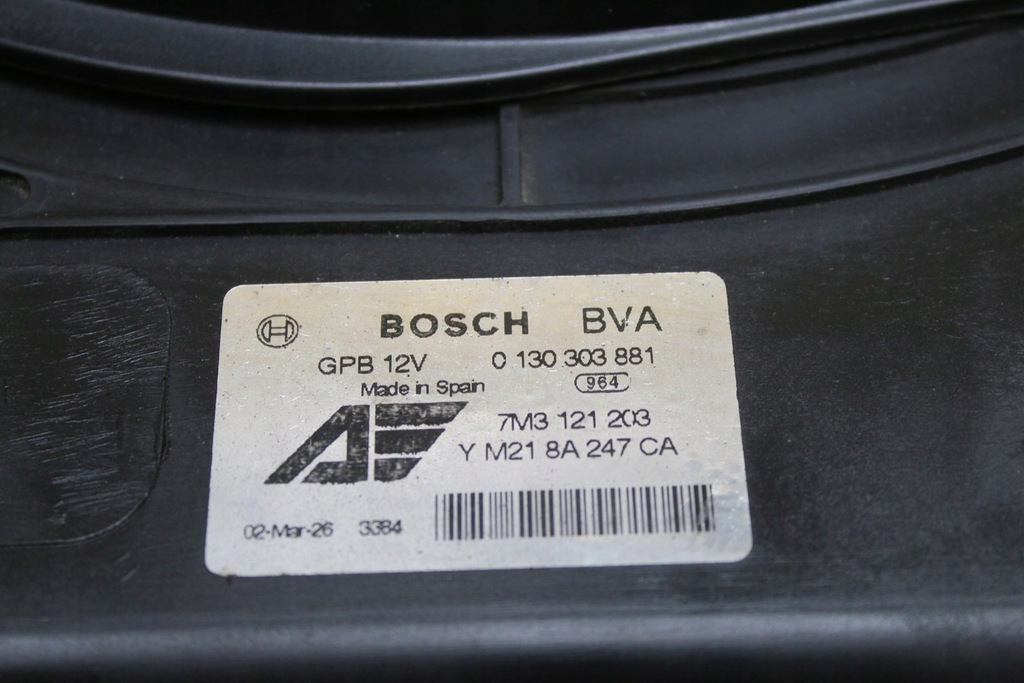 BOSCH BVA
GPB 12V 0 130 303 881
Made in Spain 964
AF
7M3 121 203
Y M21 8A 247 CA
02-Mar-26 3384